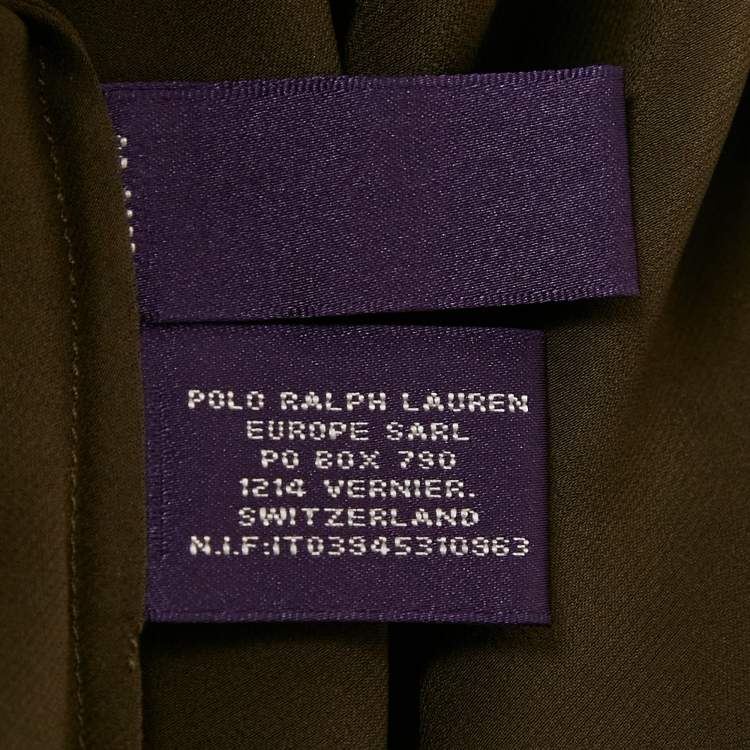 POLO RALPH LAUREN
EUROPE SARL
PO BOX 790
1214 VERNIER.
SWITZERLAND
N.I.F:IT03945310963